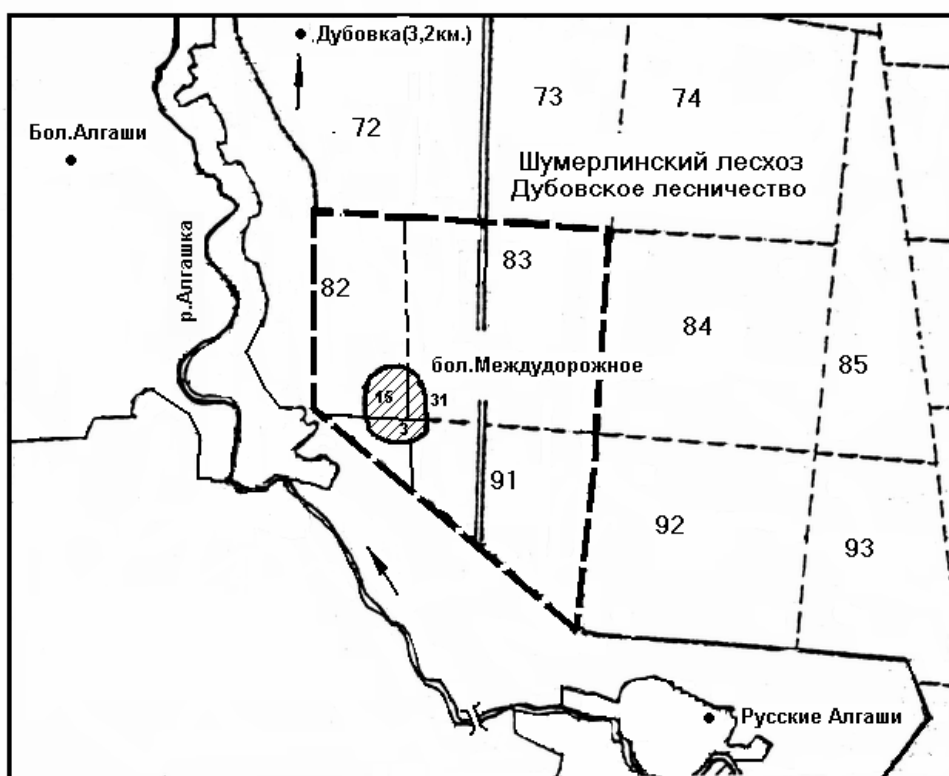 Дубовка(3,2км.)
73
74
72
Бол.Алгаши
Шумерлинский лесхоз
Дубовское лесничество
р.Алгашка
83
82
84
бол.Междудорожное
85
15
31
3
91
92
93
Русские Алгаши